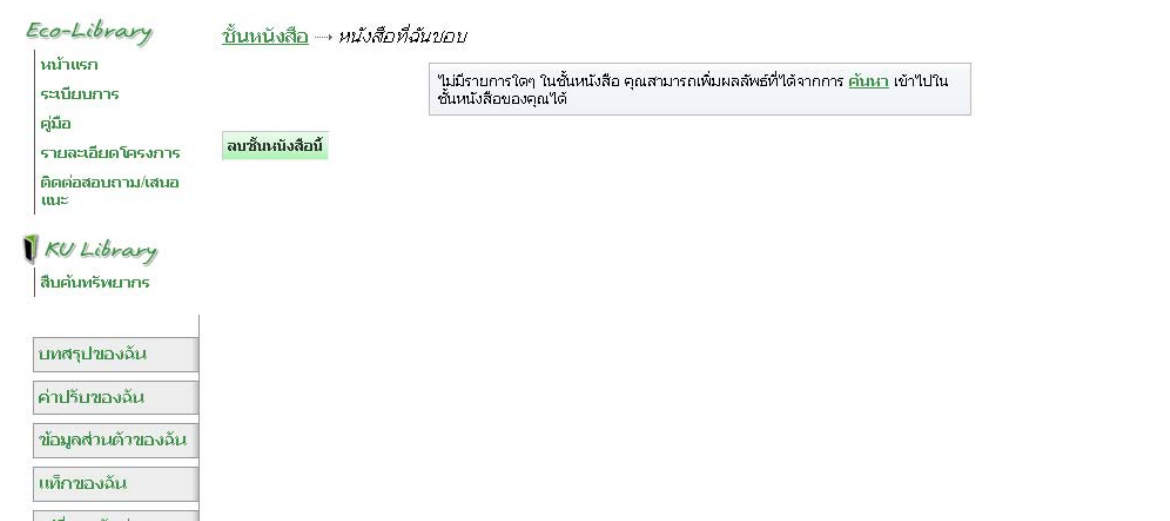 Eco-Library
หน้าแรก
ระเบียบการ
คู่มือ
รายละเอียดโครงการ
ติดต่อสอบถาม/เสนอ
แนะ
KU Library
สืบค้นทรัพยากร
บทสรุปของฉัน
ค่าปรับของฉัน
ข้อมูลส่วนตัวของฉัน
แท็กของฉัน
ชั้นหนังสือ → หนังสือที่ฉันชอบ
ไม่มีรายการใดๆ ในชั้นหนังสือ คุณสามารถเพิ่มผลลัพธ์ที่ได้จากการ ค้นหา เข้าไปใน
ชั้นหนังสือของคุณได้
ลบชั้นหนังสือนี้